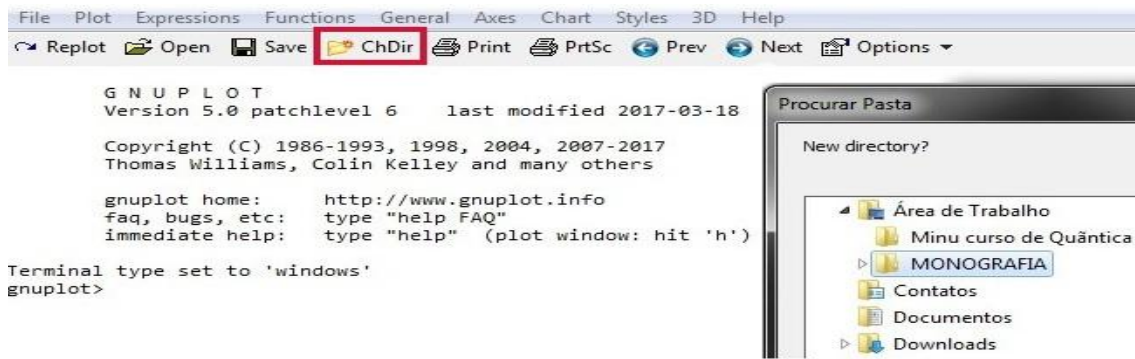 File Plot Expressions Functions General Axes Chart Styles 3D Help
Replot Open Save ChDir Print PrtSc Prev Next Options
G N U P L O T
Version 5.0 patchlevel 6 last modified 2017-03-18
Copyright (C) 1986-1993, 1998, 2004, 2007-2017
Thomas Williams, Colin Kelley and many others
gnuplot home: http://www.gnuplot.info
faq, bugs, etc: type "help FAQ"
immediate help: type "help" (plot window: hit 'h')
Terminal type set to 'windows'
gnuplot>
Procurar Pasta
New directory?
Área de Trabalho
Minu curso de Quãntica
MONOGRAFIA
Contatos
Documentos
Downloads